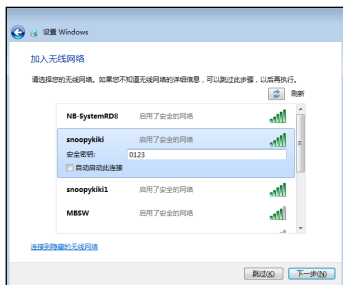 设置 Windows
加入无线网络
请选择您的无线网络。如果您不知道无线网络的详细信息，可以跳过此步骤，以后再执行。
刷新
NB-SystemRD8 启用了安全的网络
snoopykiki 启用了安全的网络
安全密钥: 0123
自动启动此连接
snoopykiki1 启用了安全的网络
MBSW 启用了安全的网络
连接到隐藏的无线网络
跳过(S) 下一步(N)